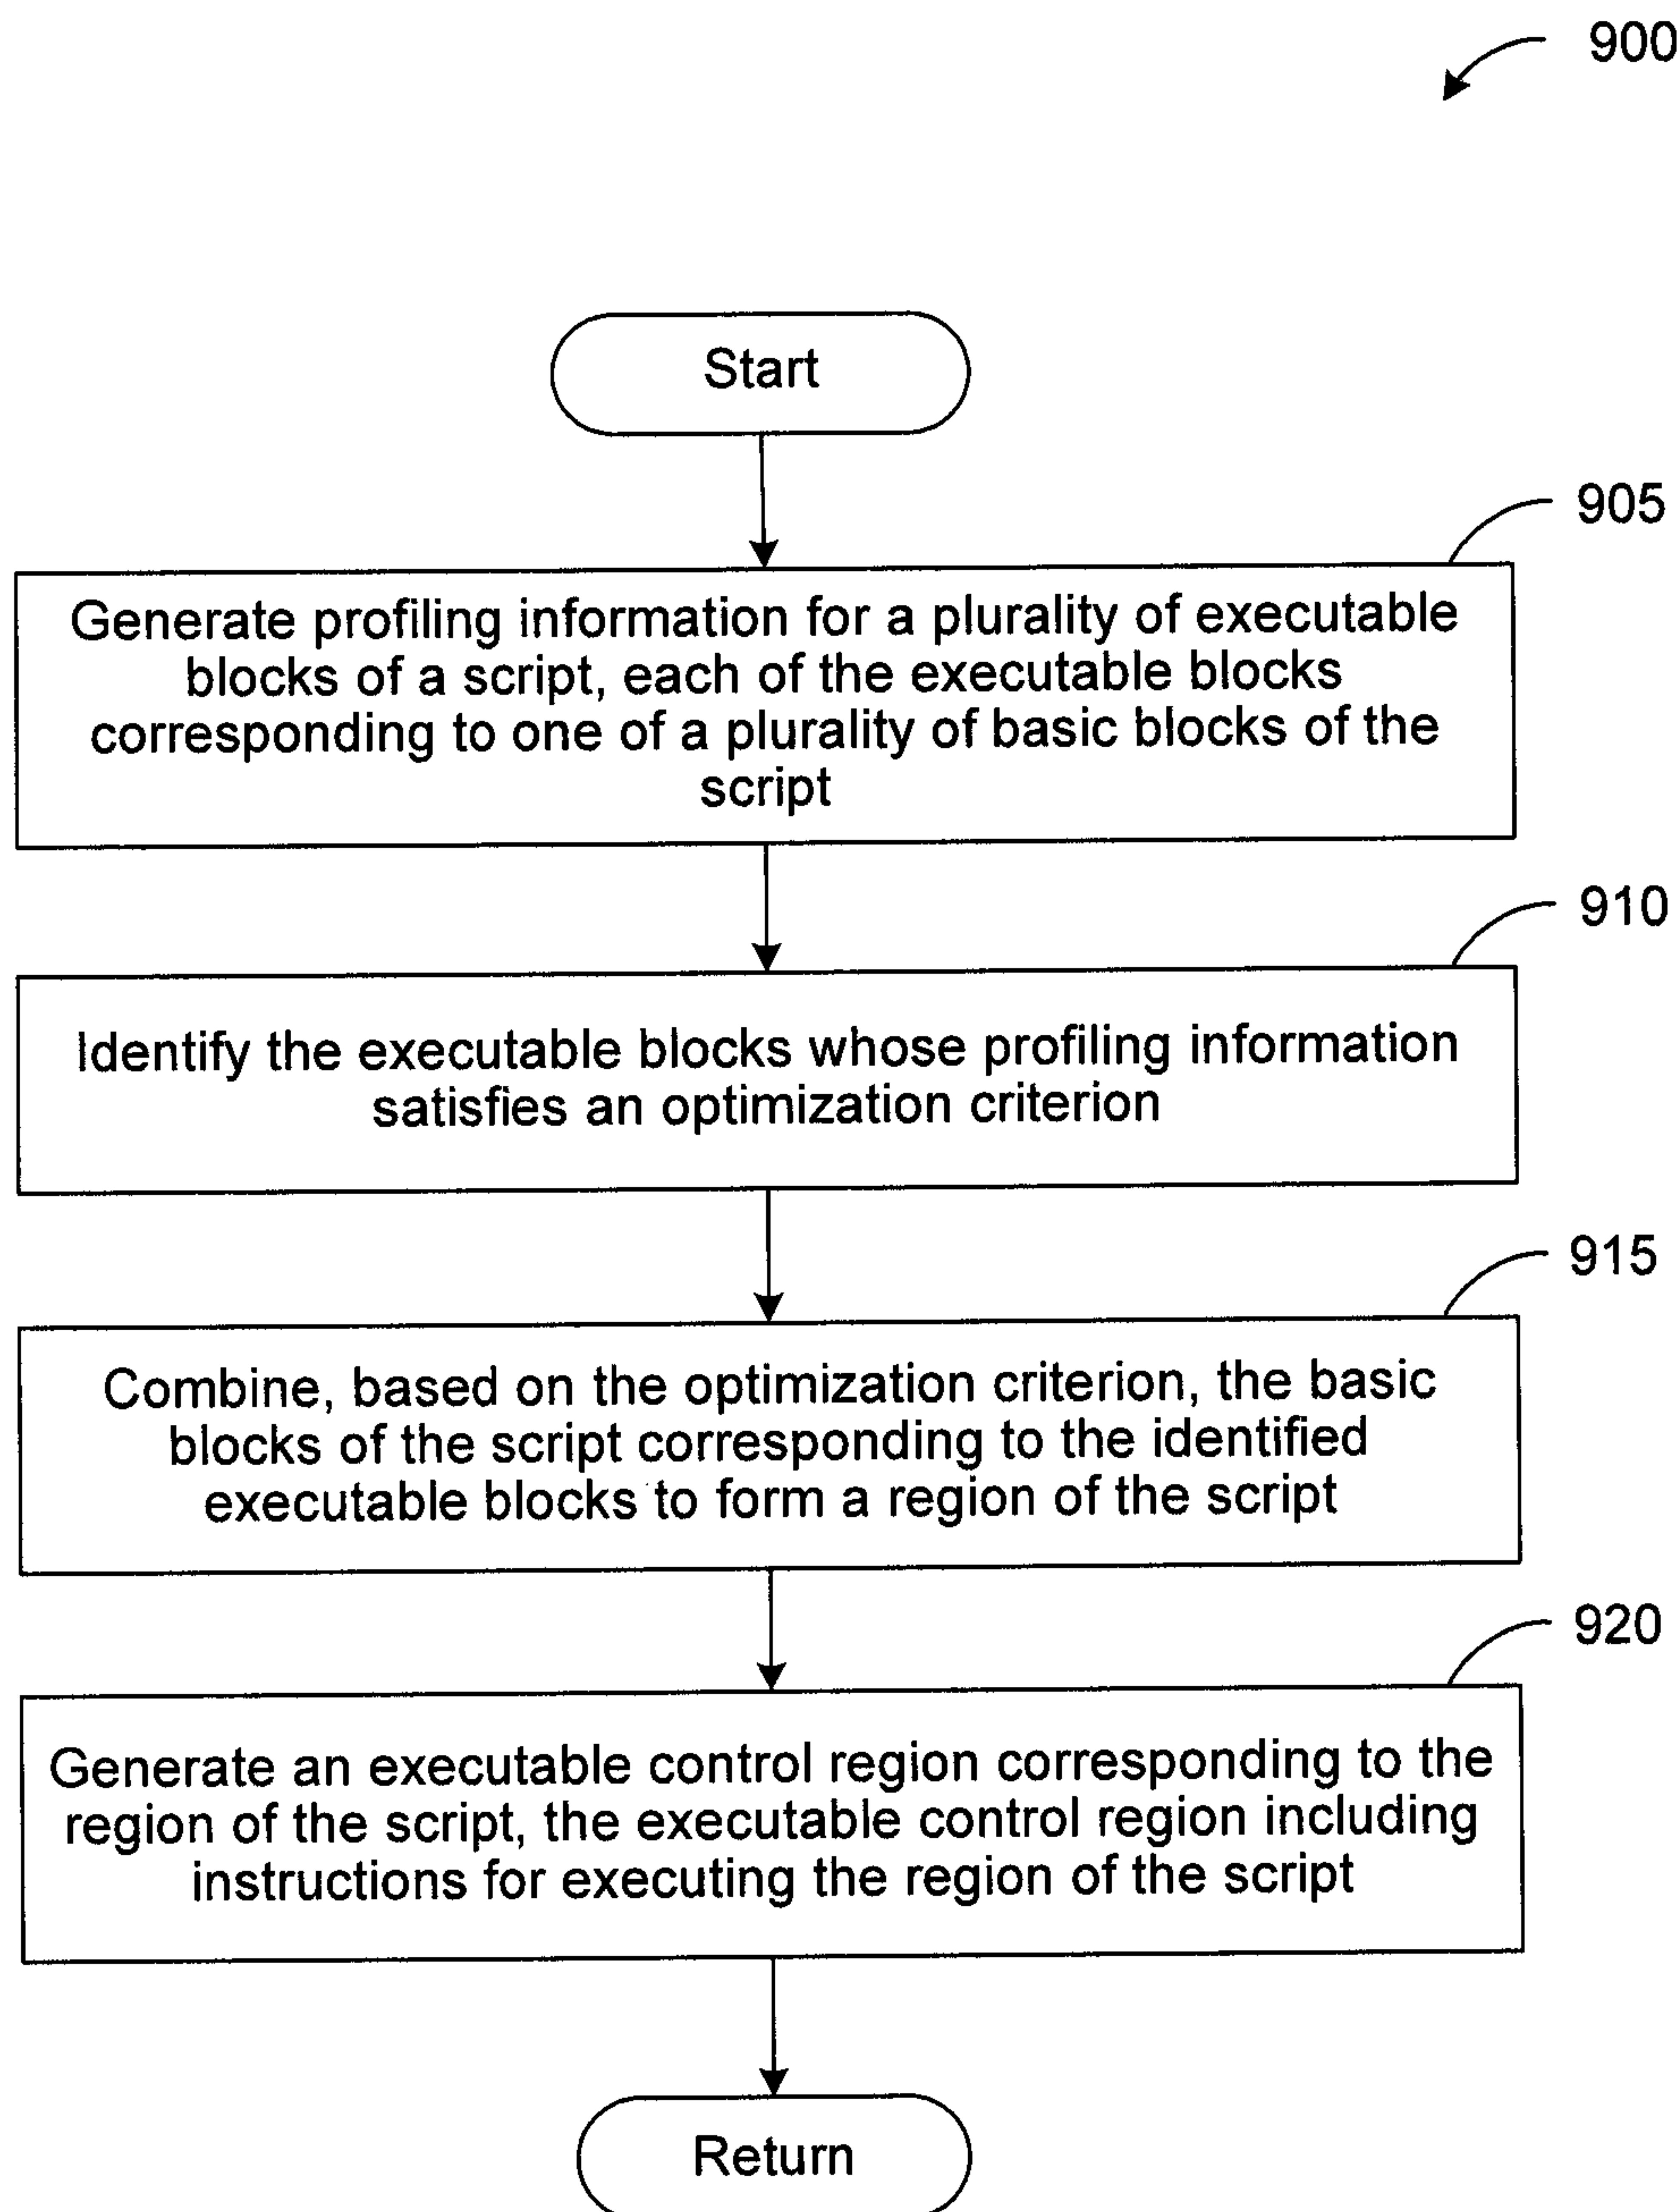 900
Start
905
Generate profiling information for a plurality of executable
blocks of a script, each of the executable blocks
corresponding to one of a plurality of basic blocks of the
script
910
Identify the executable blocks whose profiling information
satisfies an optimization criterion
915
Combine, based on the optimization criterion, the basic
blocks of the script corresponding to the identified
executable blocks to form a region of the script
920
Generate an executable control region corresponding to the
region of the script, the executable control region including
instructions for executing the region of the script
Return